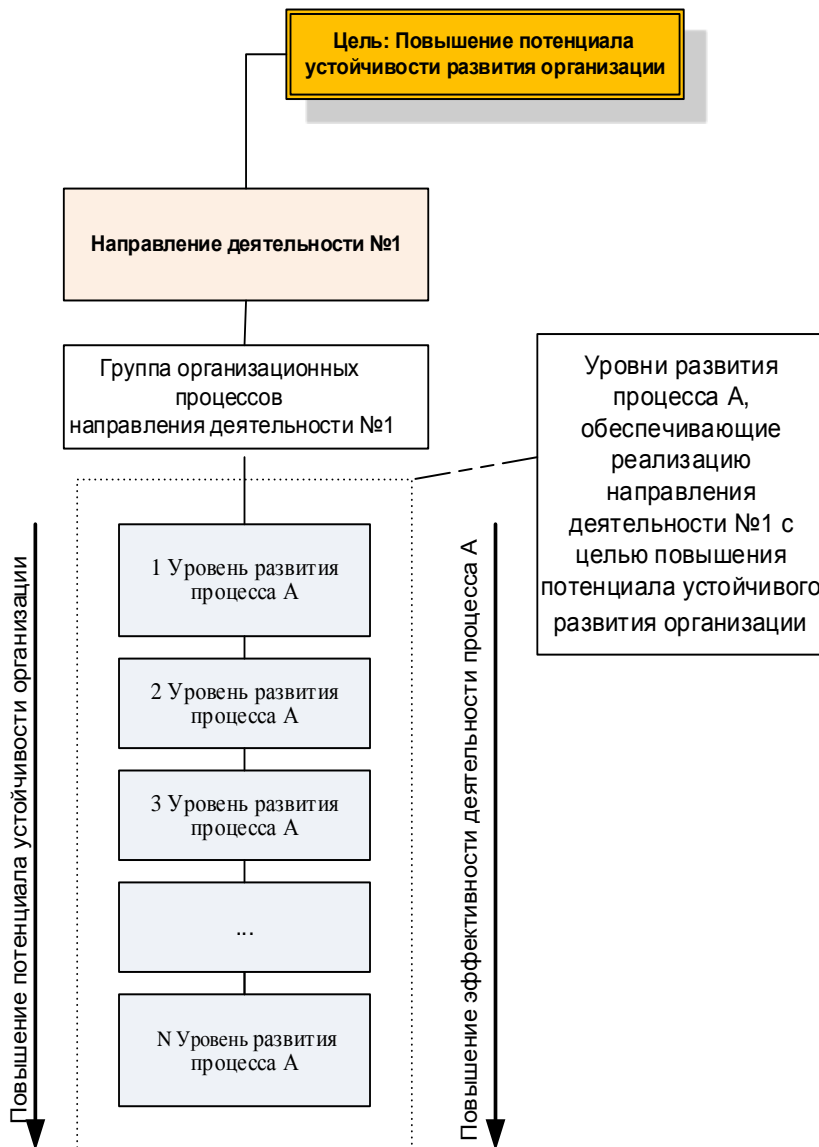 Цель: Повышение потенциала
устойчивости развития организации
Направление деятельности №1
Группа организационных
процессов
направления деятельности №1
Уровни развития
процесса А,
обеспечивающие
реализацию
направления
деятельности №1 с
целью повышения
потенциала устойчивого
развития организации
Повышение потенциала устойчивости организации
1 Уровень развития
процесса А
2 Уровень развития
процесса А
3 Уровень развития
процесса А
...
N Уровень развития
процесса А
Повышение эффективности деятельности процесса А